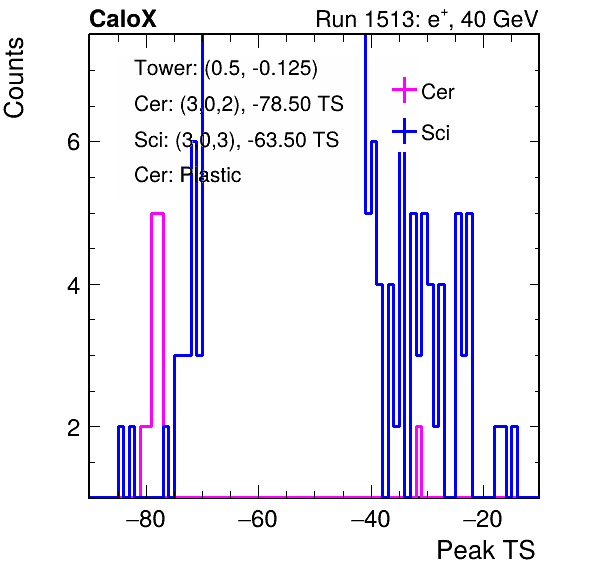 CaloX
Run 1513: e+, 40 GeV
Counts
Tower: (0.5, -0.125)
Cer: (3,0,2), -78.50 TS
Sci: (3,0,3), -63.50 TS
Cer: Plastic
Cer
Sci
6
4
2
−80 −60 −40 −20
Peak TS